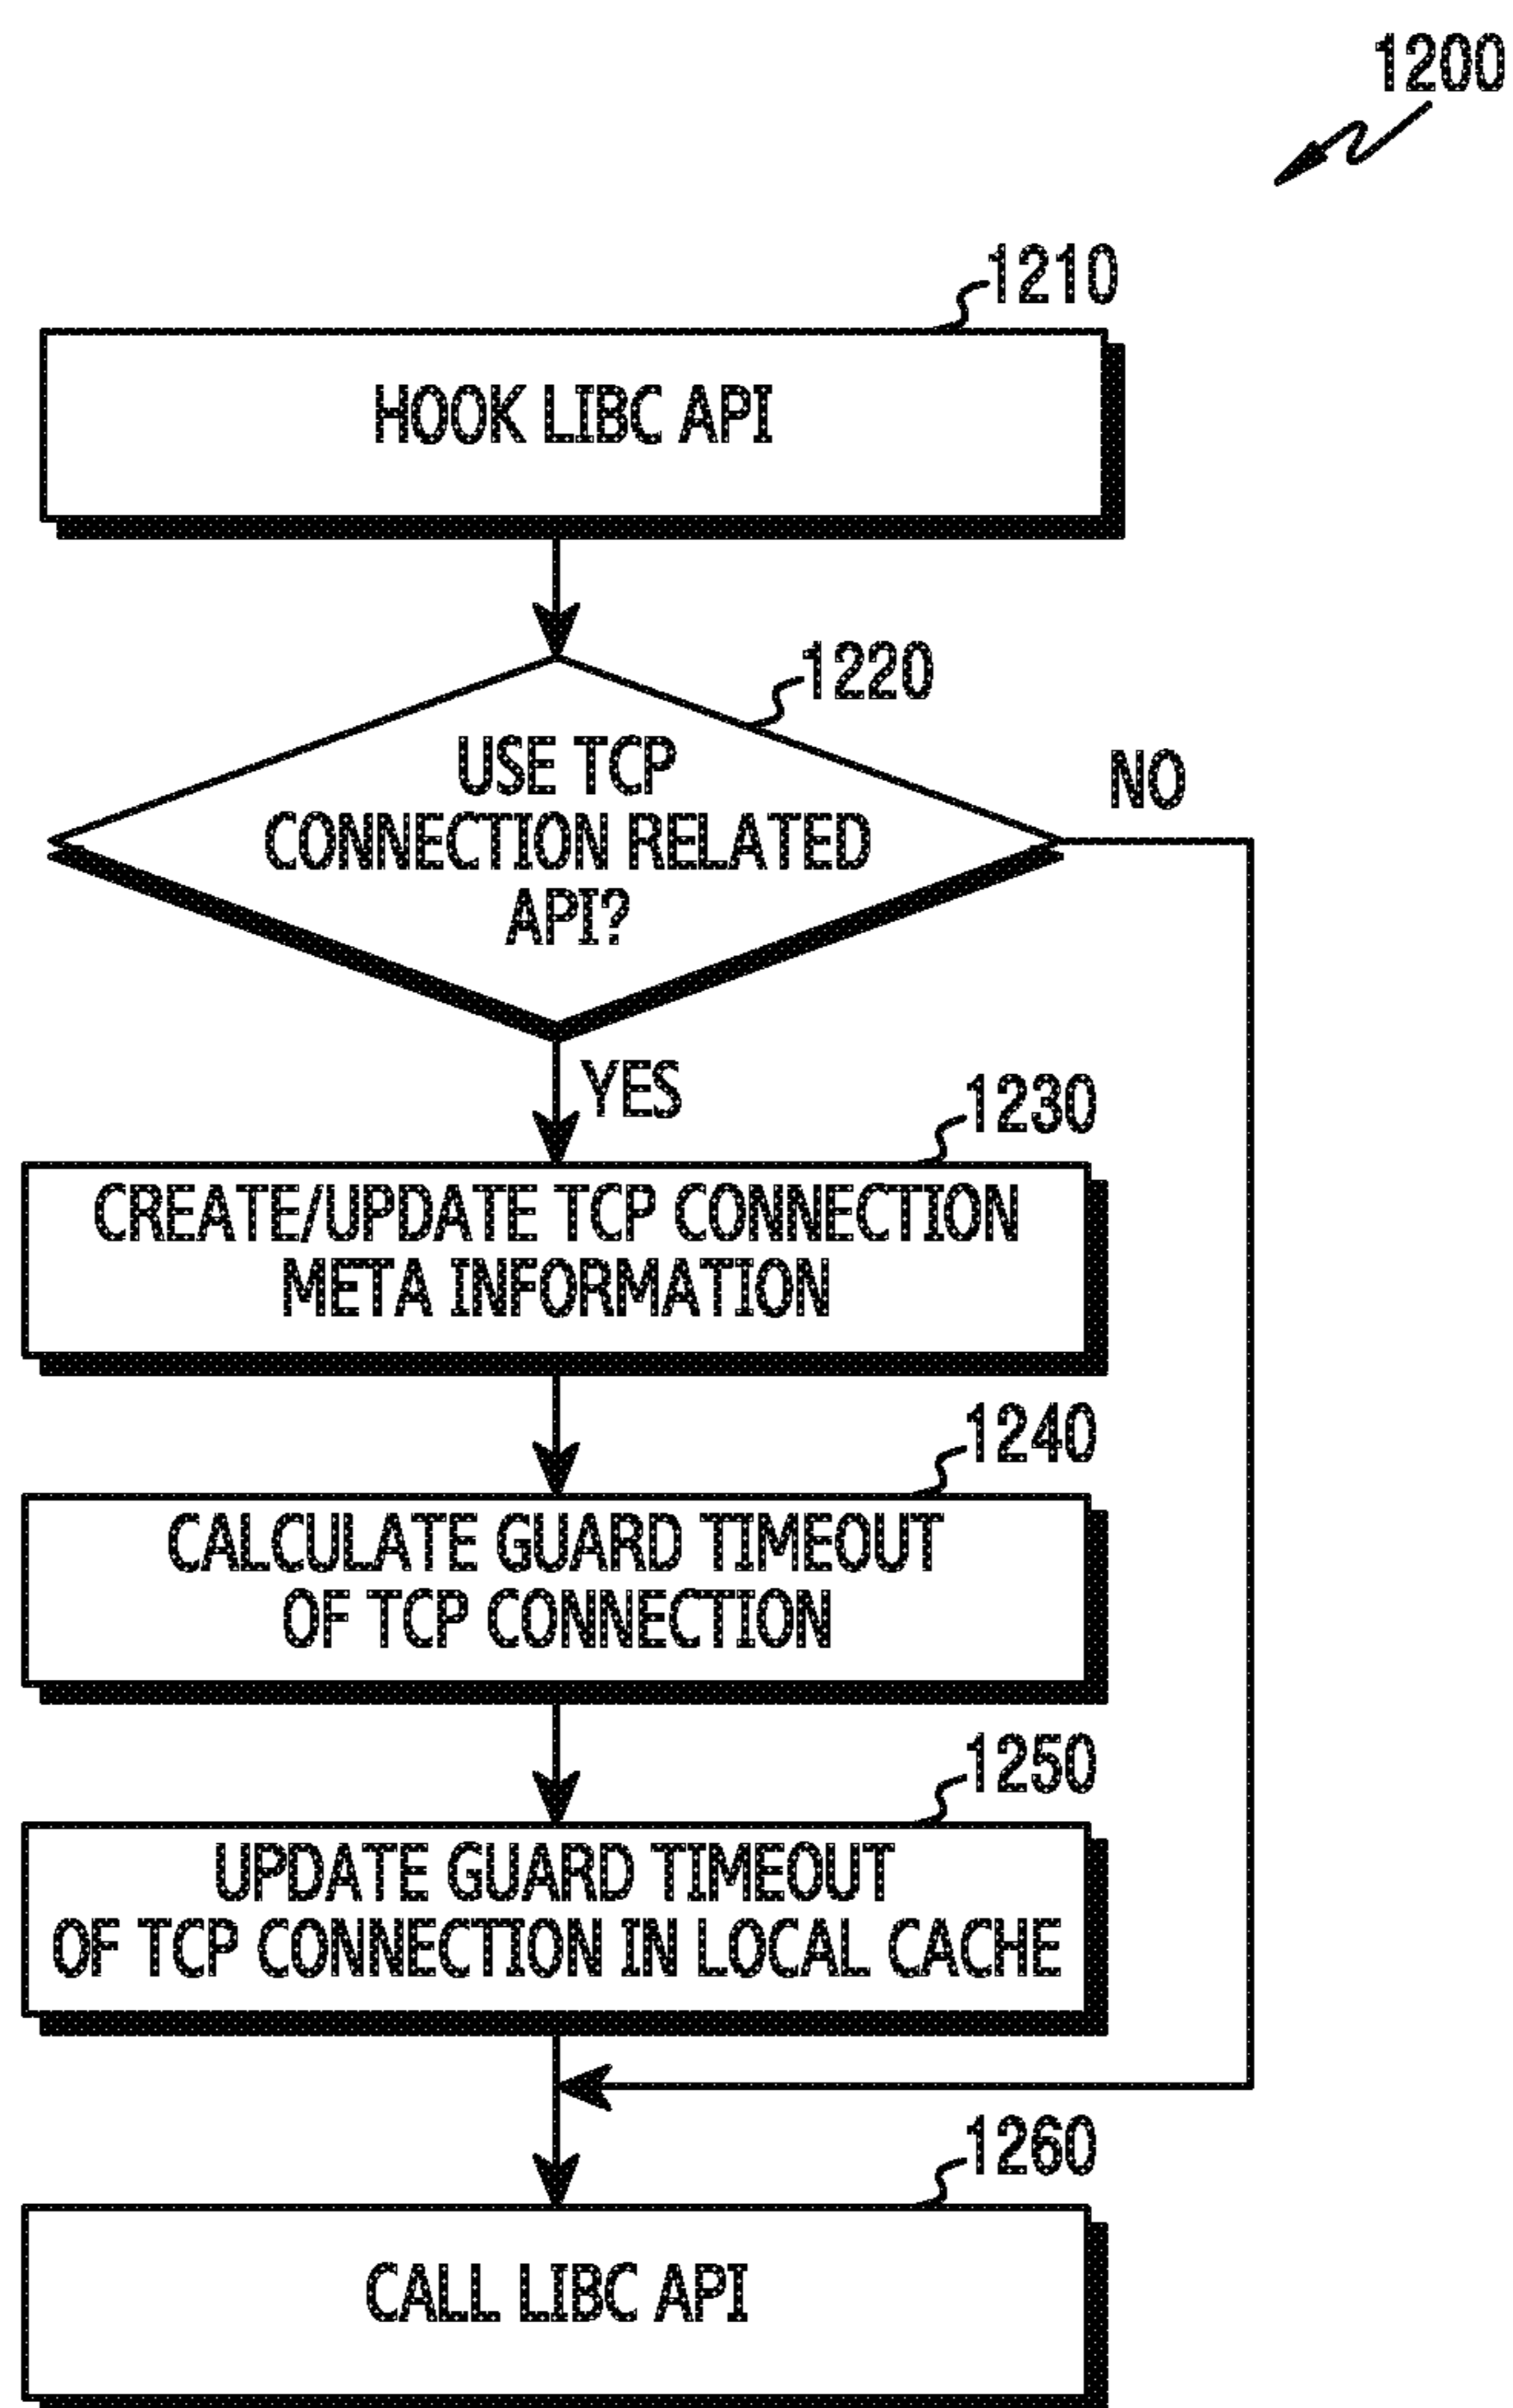 1200
1210
HOOK LIBC API
1220
USE TCP
CONNECTION RELATED
API?
NO
YES
1230
CREATE/UPDATE TCP CONNECTION
META INFORMATION
1240
CALCULATE GUARD TIMEOUT
OF TCP CONNECTION
1250
UPDATE GUARD TIMEOUT
OF TCP CONNECTION IN LOCAL CACHE
1260
CALL LIBC API